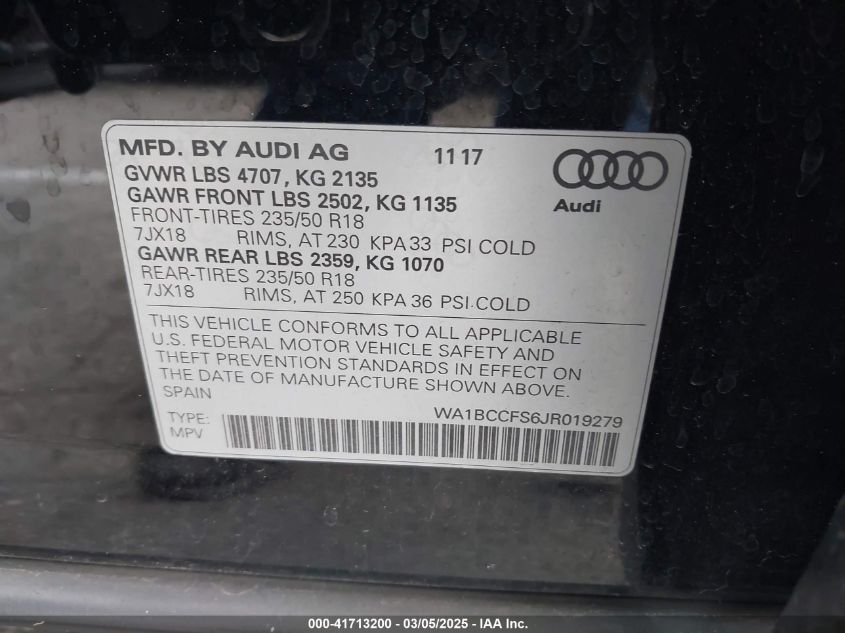 MFD. BY AUDI AG 11 17
GVWR LBS 4707, KG 2135
GAWR FRONT LBS 2502, KG 1135
FRONT-TIRES 235/50 R18
7JX18 RIMS, AT 230 KPA 33 PSI COLD
GAWR REAR LBS 2359, KG 1070
REAR-TIRES 235/50 R18
7JX18 RIMS, AT 250 KPA 36 PSI COLD
Audi
THIS VEHICLE CONFORMS TO ALL APPLICABLE
U.S. FEDERAL MOTOR VEHICLE SAFETY AND
THEFT PREVENTION STANDARDS IN EFFECT ON
THE DATE OF MANUFACTURE SHOWN ABOVE.
SPAIN
WA1BCCFS6JR019279
TYPE:
MPV
000-41713200 - 03/05/2025 - IAA Inc.